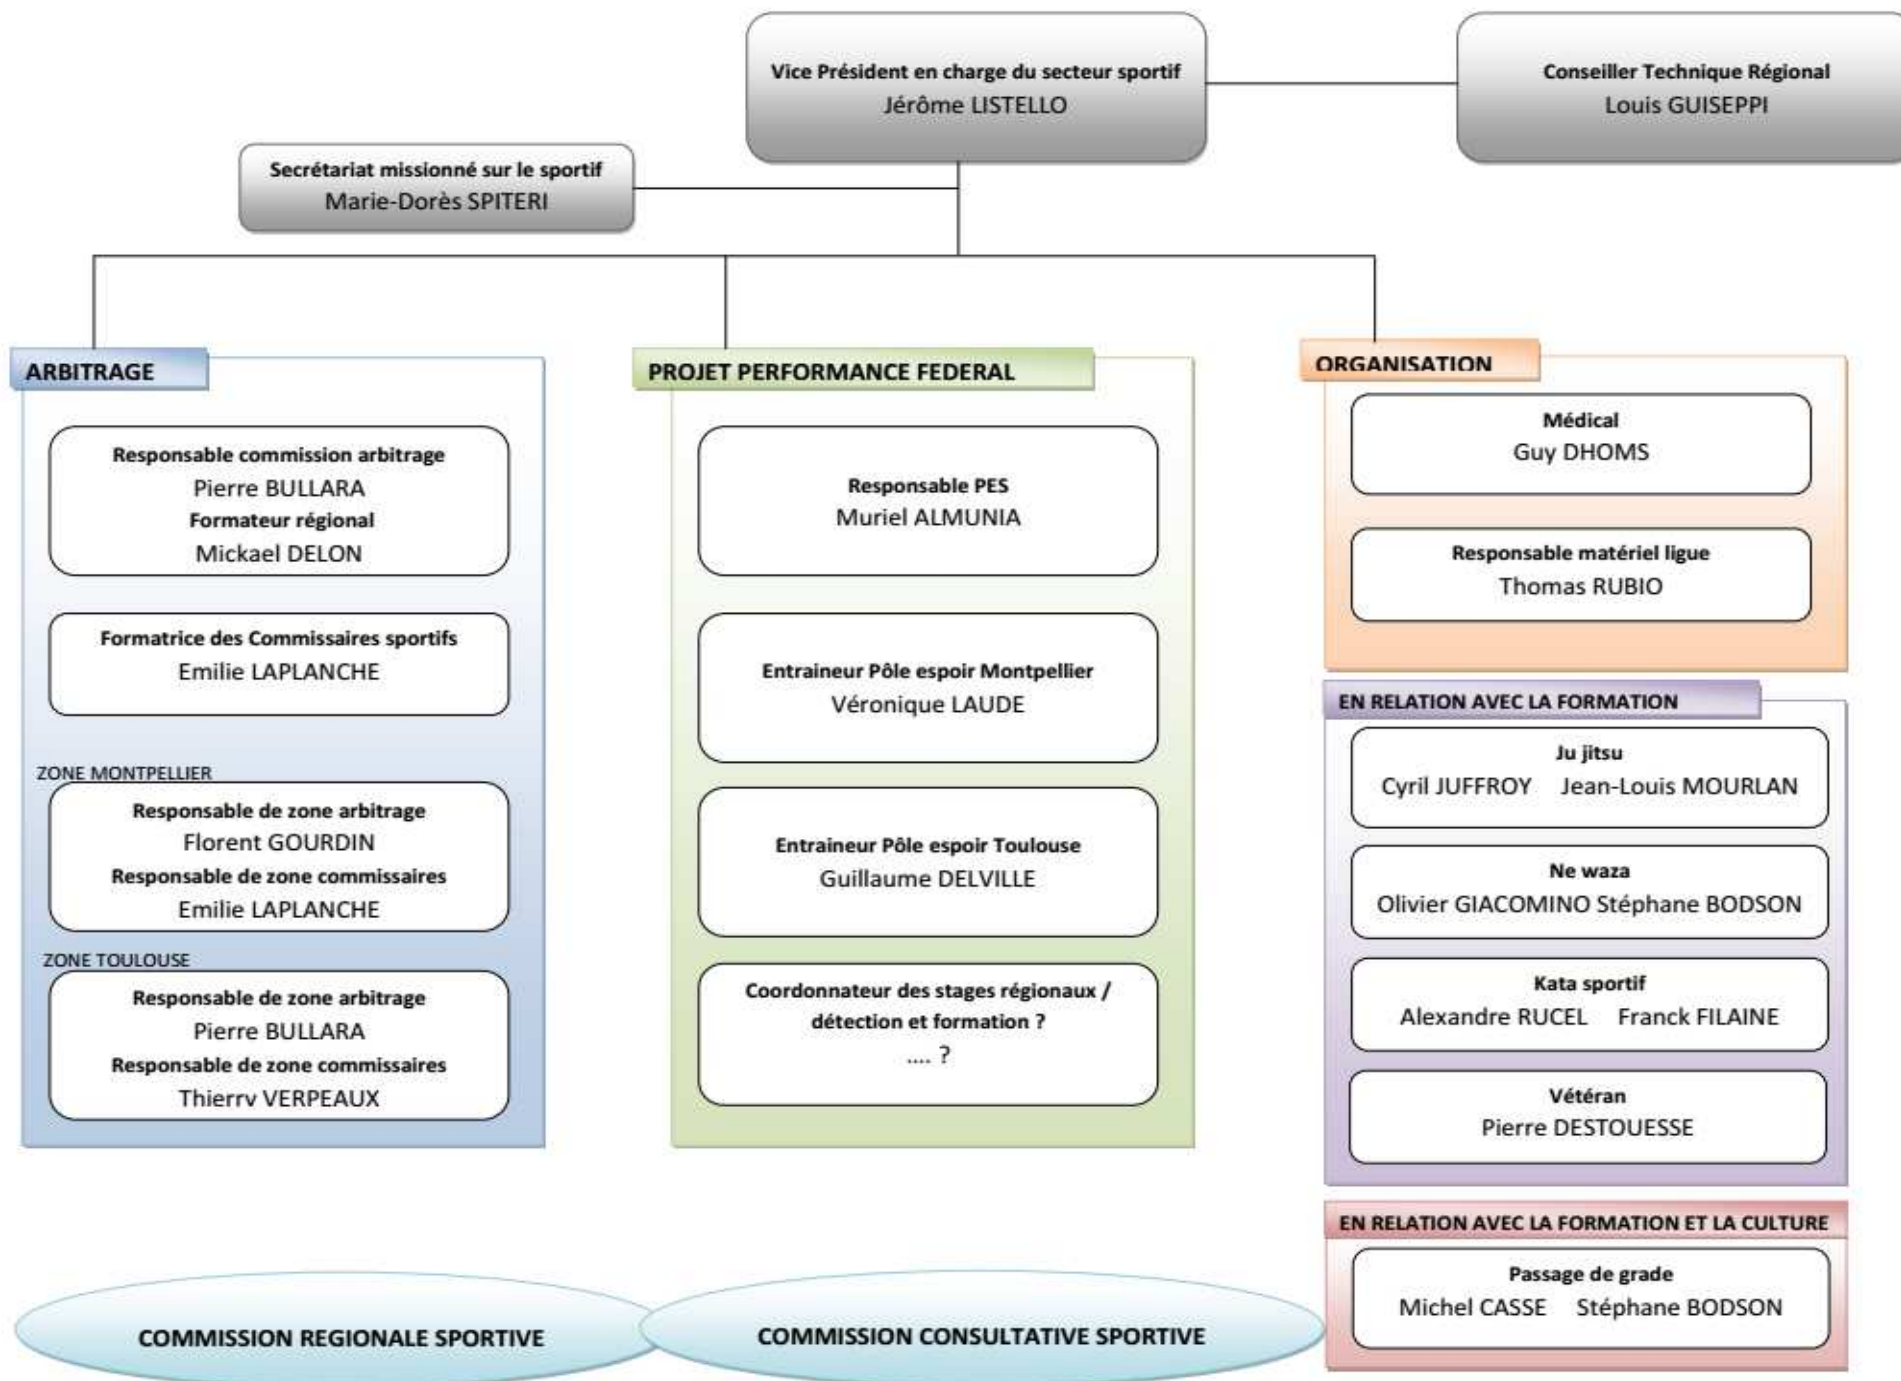 Vice Président en charge du secteur sportif
Jérôme LISTELLO
Conseiller Technique Régional
Louis GUISEPPI
Secrétariat missionné sur le sportif
Marie-Dorès SPITERI
ARBITRAGE
Responsable commission arbitrage
Pierre BULLARA
Formateur régional
Mickael DELON
Formatrice des Commissaires sportifs
Emilie LAPLANCHE
ZONE MONTPELLIER
Responsable de zone arbitrage
Florent GOURDIN
Responsable de zone commissaires
Emilie LAPLANCHE
ZONE TOULOUSE
Responsable de zone arbitrage
Pierre BULLARA
Responsable de zone commissaires
Thierry VERPEAUX
PROJET PERFORMANCE FEDERAL
Responsable PES
Muriel ALMUNIA
Entraineur Pôle espoir Montpellier
Véronique LAUDE
Entraineur Pôle espoir Toulouse
Guillaume DELVILLE
Coordonnateur des stages régionaux /
détection et formation ?
.... ?
ORGANISATION
Médical
Guy DHOMS
Responsable matériel ligue
Thomas RUBIO
EN RELATION AVEC LA FORMATION
Ju jitsu
Cyril JUFFROY Jean-Louis MOURLAN
Ne waza
Olivier GIACOMINO Stéphane BODSON
Kata sportif
Alexandre RUCEL Franck FILAINE
Vétéran
Pierre DESTOUESSE
EN RELATION AVEC LA FORMATION ET LA CULTURE
Passage de grade
Michel CASSE Stéphane BODSON
COMMISSION REGIONALE SPORTIVE
COMMISSION CONSULTATIVE SPORTIVE